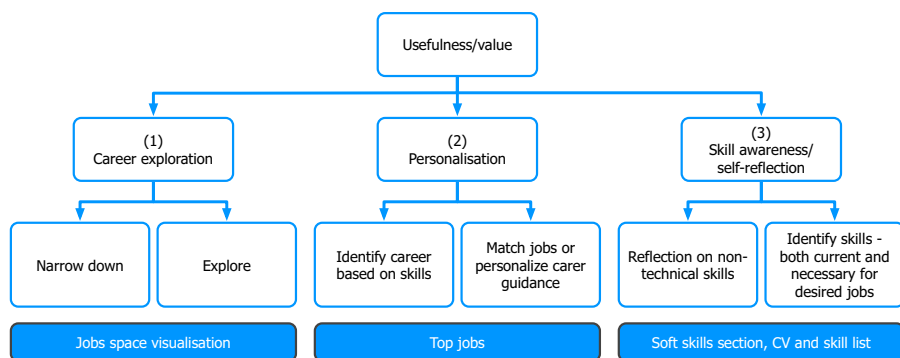 Usefulness/value
(1)
Career exploration
(2)
Personalisation
(3)
Skill awareness/
self-reflection
Narrow down
Explore
Identify career
based on skills
Match jobs or
personalize carer
guidance
Reflection on non-
technical skills
Identify skills -
both current and
necessary for
desired jobs
Jobs space visualisation
Top jobs
Soft skills section, CV and skill list